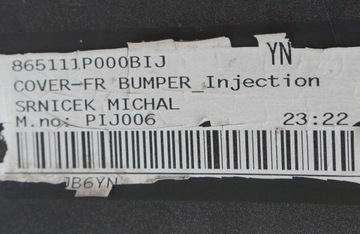 865111P000BIJ YN
COVER-FR BUMPER_Injection
SRNICEK MICHAL
M.no: PIJ006 23:22
JB6YN